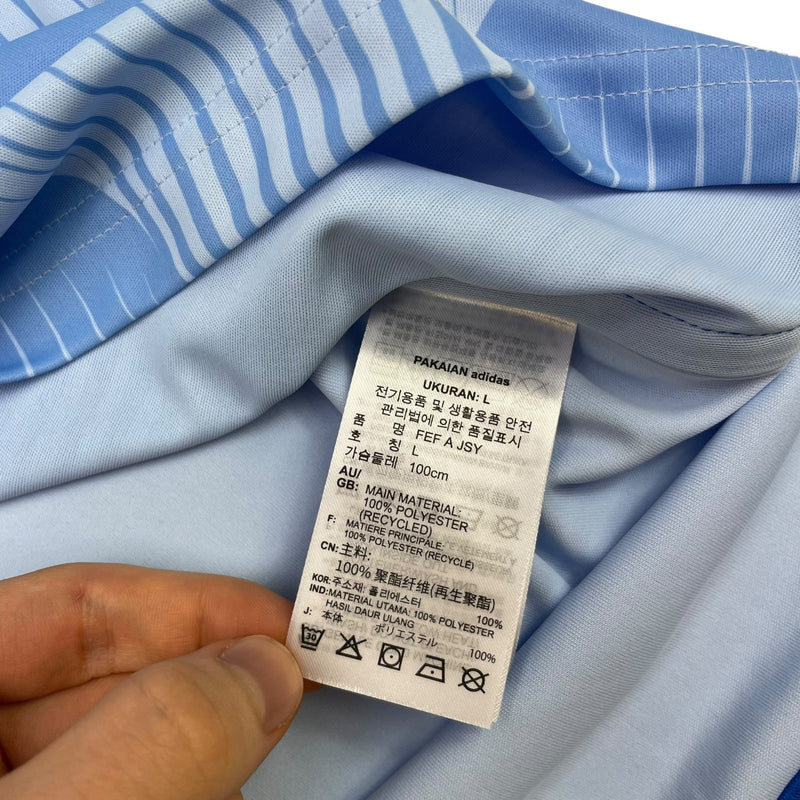 PAKAIAN adidas
UKURAN: L
전기용품 및 생활용품 안전
관리법에 의한 품질표시
품 명 FEF A JSY
호 칭 L
가슴둘레 100cm
AU/
GB: MAIN MATERIAL:
100% POLYESTER
(RECYCLED)
F: MATIERE PRINCIPALE:
100% POLYESTER (RECYCLÉ)
CN: 主料:
100% 聚酯纤维(再生聚酯)
KOR: 주소재: 폴리에스터 100%
IND: MATERIAL UTAMA: 100% POLYESTER
HASIL DAUR ULANG
J: 本体 ポリエステル 100%
30